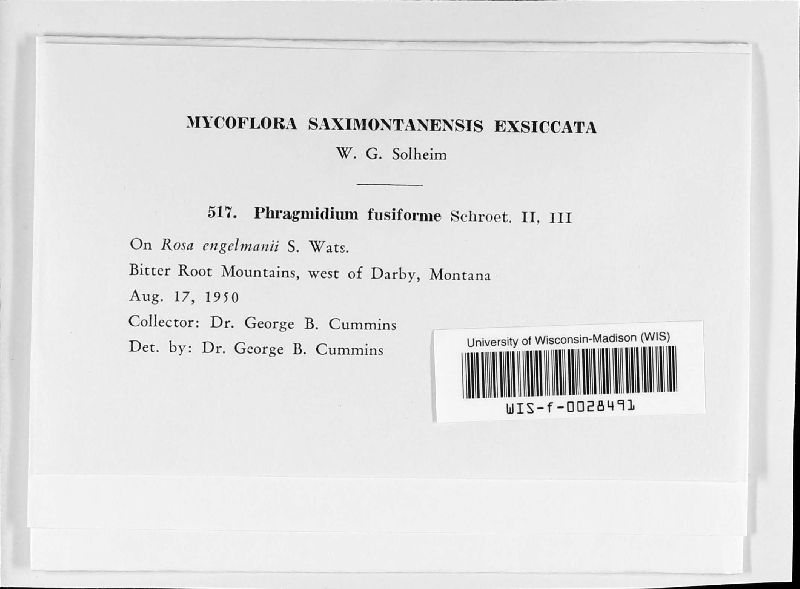 MYCOFLORA SAXIMONTANENSIS EXSICCATA
W. G. Solheim
517. Phragmidium fusiforme Schroet. II, III
On Rosa engelmanii S. Wats.
Bitter Root Mountains, west of Darby, Montana
Aug. 17, 1950
Collector: Dr. George B. Cummins
Det. by: Dr. George B. Cummins
University of Wisconsin-Madison (WIS)
WIS-f-0028491